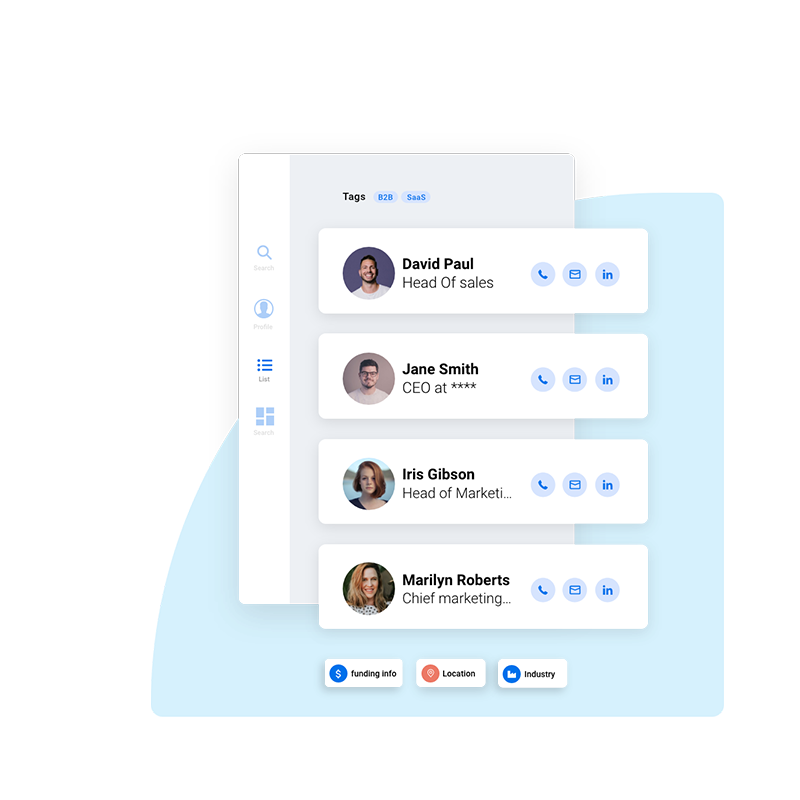 Tags B2B SaaS
Search
Profile
List
Search
David Paul
Head Of sales
Jane Smith
CEO at ****
Iris Gibson
Head of Marketi...
Marilyn Roberts
Chief marketing...
in
in
in
in
$ funding info
Location
Industry